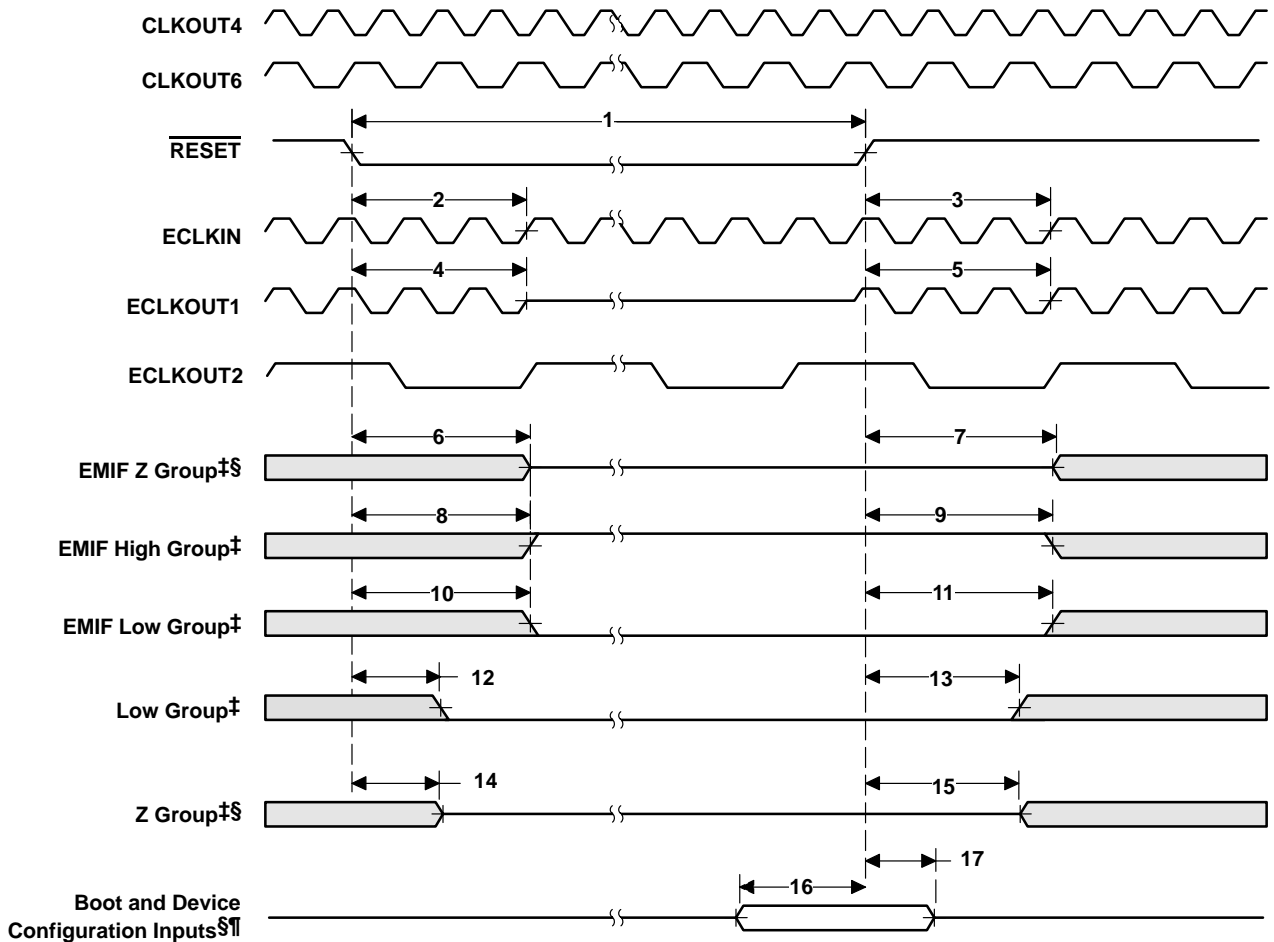 CLKOUT4
CLKOUT6
1
RESET
2
3
ECLKIN
4
5
ECLKOUT1
ECLKOUT2
6
7
EMIF Z Group‡§
8
9
EMIF High Group‡
10
11
EMIF Low Group‡
12
13
Low Group‡
14
15
Z Group‡§
17
16
Boot and Device
Configuration Inputs§¶